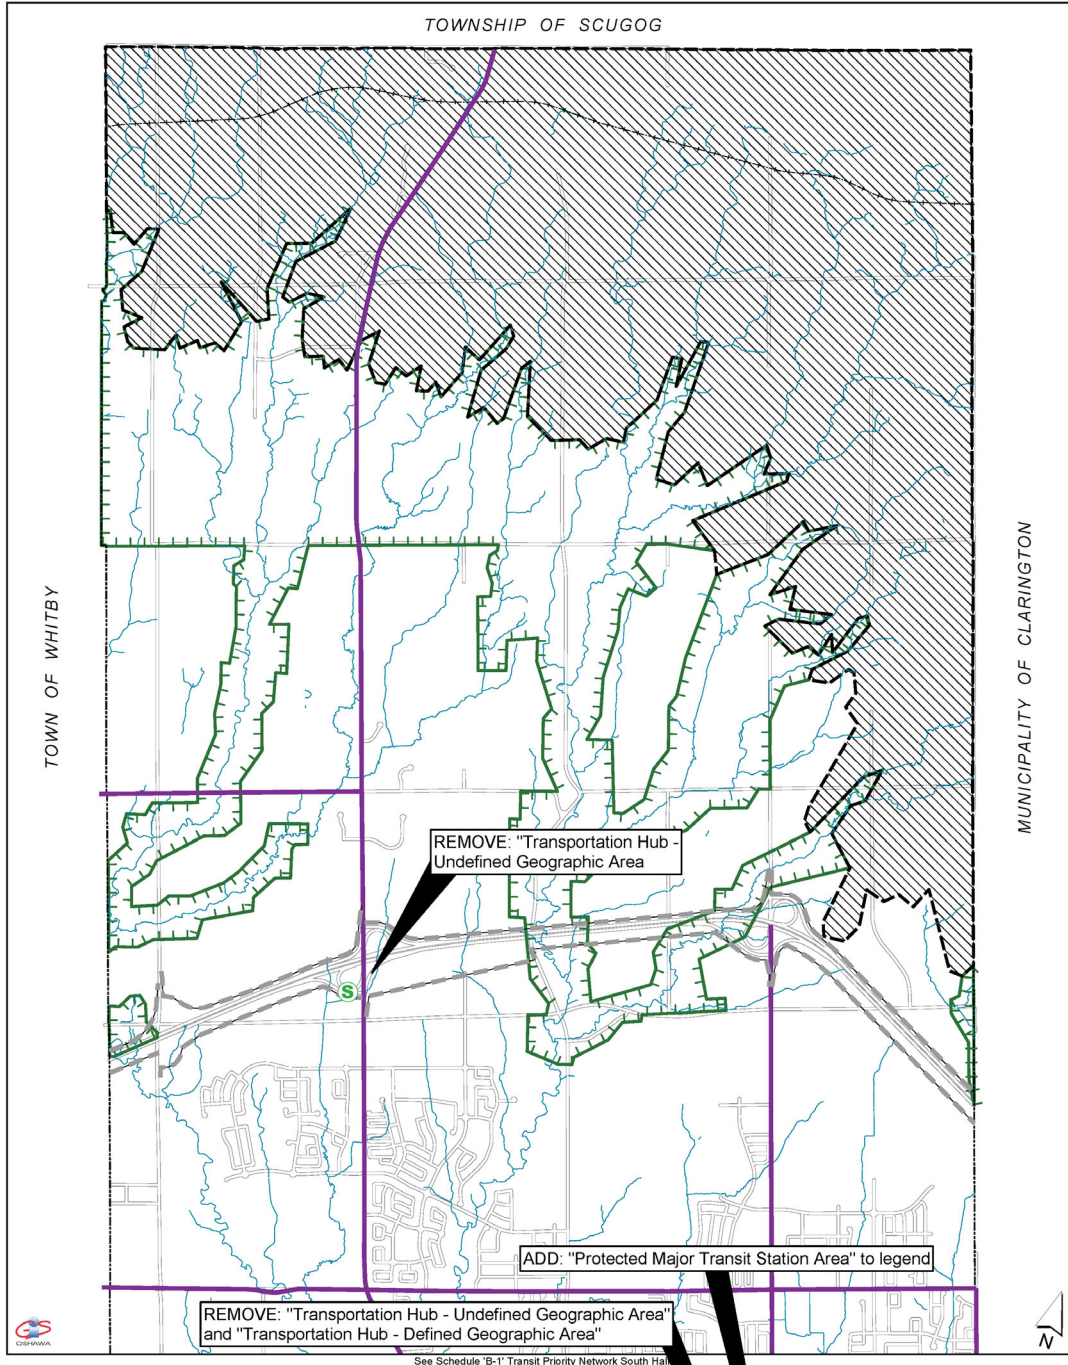 TOWNSHIP OF SCUGOG
TOWN OF WHITBY
MUNICIPALITY OF CLARINGTON
REMOVE: "Transportation Hub -
Undefined Geographic Area
S
ADD: "Protected Major Transit Station Area" to legend
REMOVE: "Transportation Hub - Undefined Geographic Area"
and "Transportation Hub - Defined Geographic Area"
GIS
OSHAWA
N
See Schedule 'B-1' Transit Priority Network South Half